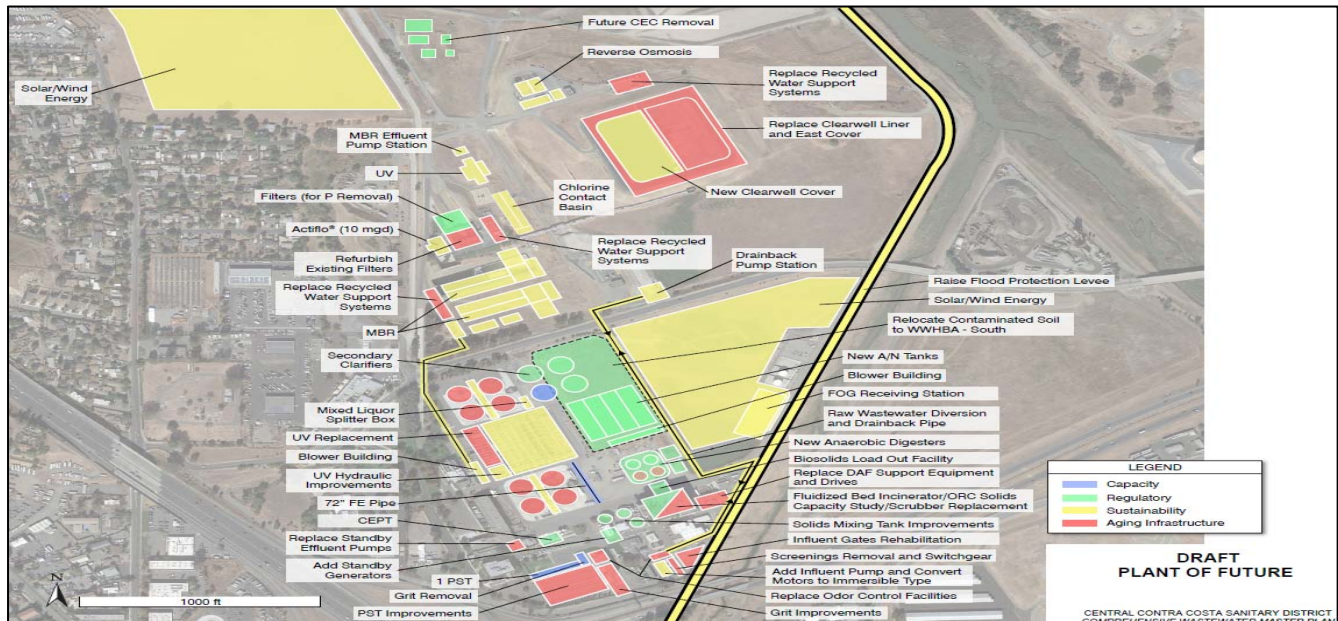 Future CEC Removal
Reverse Osmosis
Solar/Wind
Energy
Replace Recycled
Water Support
Systems
Replace Clearwell Liner
and East Cover
MBR Effluent
Pump Station
UV
New Clearwell Cover
Chlorine
Contact
Basin
Filters (for P Removal)
Actiflo® (10 mgd)
Refurbish
Existing Filters
Replace Recycled
Water Support
Systems
Drainback
Pump Station
Replace Recycled
Water Support
Systems
Raise Flood Protection Levee
Solar/Wind Energy
Relocate Contaminated Soil
to WWHBA - South
MBR
Secondary
Clarifiers
New A/N Tanks
Blower Building
FOG Receiving Station
Mixed Liquor
Splitter Box
Raw Wastewater Diversion
and Drainback Pipe
UV Replacement
New Anaerobic Digesters
Blower Building
Biosolids Load Out Facility
UV Hydraulic
Improvements
Replace DAF Support Equipment
and Drives
72" FE Pipe
Fluidized Bed Incinerator/ORC Solids
Capacity Study/Scrubber Replacement
CEPT
Solids Mixing Tank Improvements
Replace Standby
Effluent Pumps
Influent Gates Rehabilitation
Add Standby
Generators
Screenings Removal and Switchgear
1 PST
Add Influent Pump and Convert
Motors to Immersible Type
Grit Removal
Replace Odor Control Facilities
PST Improvements
Grit Improvements
N
1000 ft
LEGEND
Capacity
Regulatory
Sustainability
Aging Infrastructure
DRAFT
PLANT OF FUTURE
CENTRAL CONTRA COSTA SANITARY DISTRICT
COMPREHENSIVE WASTEWATER MASTER PLAN